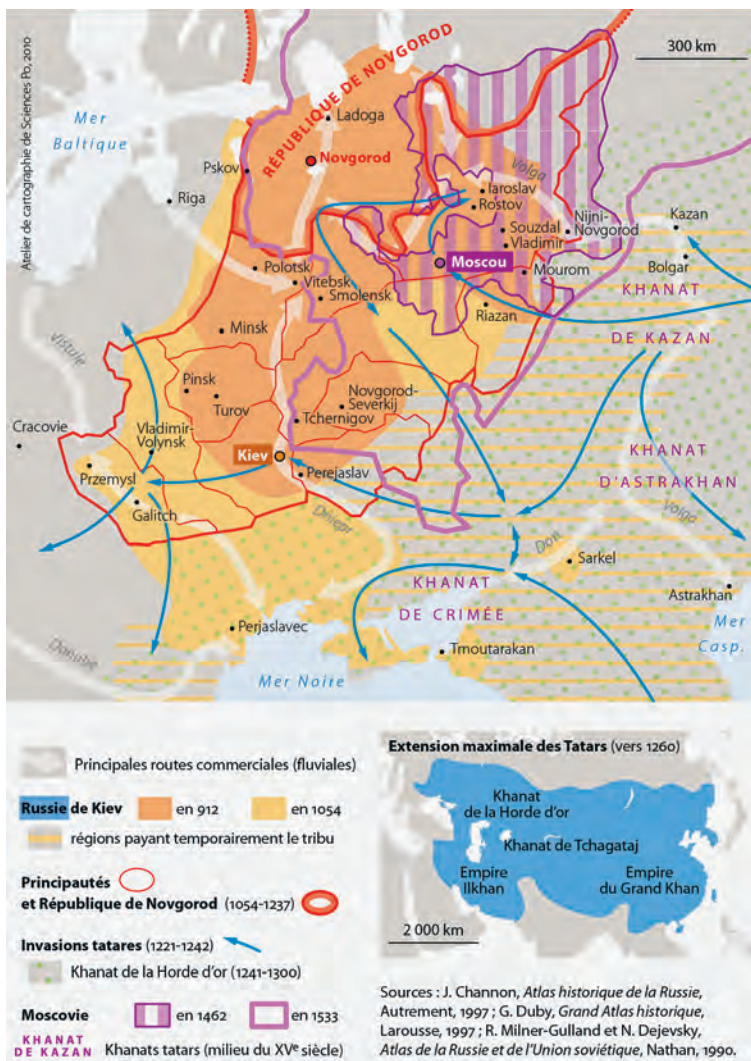 Atelier de cartographie de Sciences Po, 2010
300 km
RÉPUBLIQUE DE NOVGOROD
Mer
Baltique
Ladoga
Novgorod
Pskov
Riga
Volga
Iaroslav
Rostov
Souzdal
Vladimir
Nijni-
Novgorod
Kazan
Bolgar
Moscou
Mourom
KHANAT
DE KAZAN
Polotsk
Vitebsk
Smolensk
Riazan
Minsk
Vistule
Pinsk
Turov
Novgorod-
Severkij
Tchernigov
Cracovie
Vladimir-
Volynsk
Kiev
Perejaslav
Przemysl
Galitch
KHANAT
D'ASTRAKHAN
Volga
Dniepr
Don
Sarkel
Astrakhan
KHANAT
DE CRIMÉE
Mer
Casp.
Perjaslavec
Tmoutarakan
Danube
Mer Noire
Principales routes commerciales (fluviales)
Russie de Kiev
en 912
en 1054
régions payant temporairement le tribu
Principautés
et République de Novgorod (1054-1237)
Invasions tatares (1221-1242)
Khanat de la Horde d'or (1241-1300)
Moscovie
en 1462
en 1533
KHANAT
DE KAZAN
Khanats tatars (milieu du XVe siècle)
Extension maximale des Tatars (vers 1260)
Khanat
de la Horde d'or
Khanat de Tchagataj
Empire
Ilkhan
Empire
du Grand Khan
2 000 km
Sources : J. Channon, Atlas historique de la Russie,
Autrement, 1997 ; G. Duby, Grand Atlas historique,
Larousse, 1997 ; R. Milner-Gulland et N. Dejevsky,
Atlas de la Russie et de l'Union soviétique, Nathan, 1990.